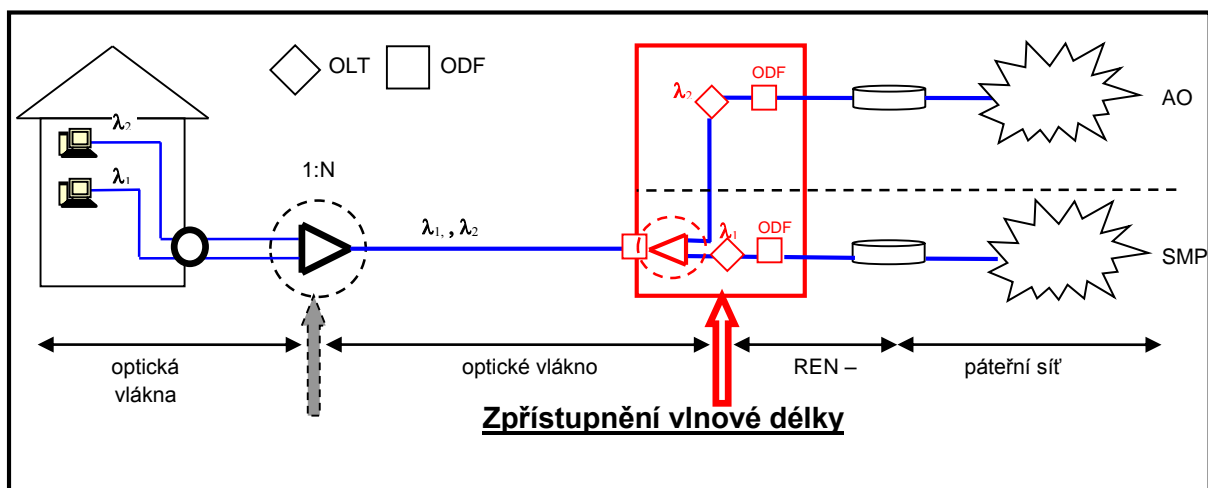 OLT
ODF
ODF
λ2
AO
λ2
1:N
λ1
λ1, , λ2
λ1
ODF
SMP
optická
vlákna
optické vlákno
REN –
páteřní síť
Zpřístupnění vlnové délky